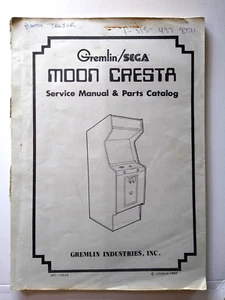 Gremlin/SEGA
MOON CRESTA
Service Manual & Parts Catalog
GREMLIN INDUSTRIES, INC.